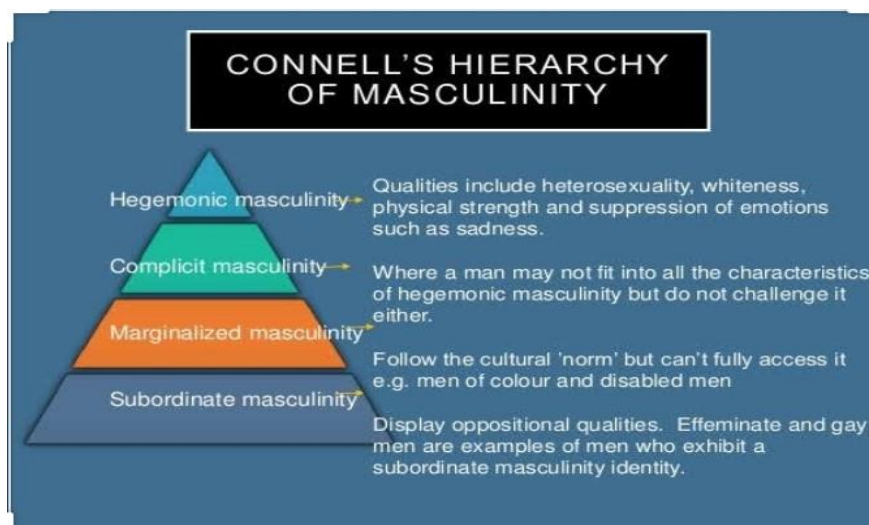 CONNELL'S HIERARCHY
OF MASCULINITY
Hegemonic masculinity
Qualities include heterosexuality, whiteness,
physical strength and suppression of emotions
such as sadness.
Complicit masculinity
Where a man may not fit into all the characteristics
of hegemonic masculinity but do not challenge it
either.
Marginalized masculinity
Follow the cultural 'norm' but can't fully access it
e.g. men of colour and disabled men
Subordinate masculinity
Display oppositional qualities. Effeminate and gay
men are examples of men who exhibit a
subordinate masculinity identity.